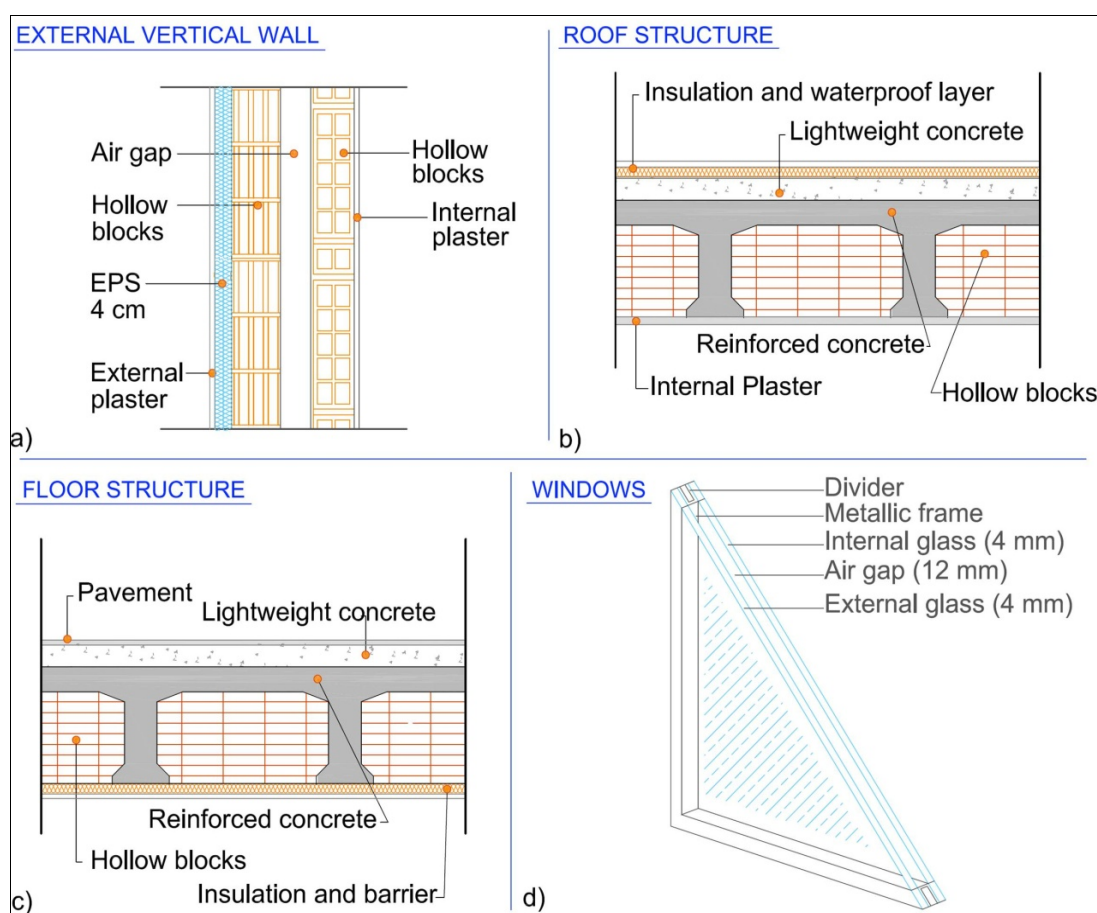 EXTERNAL VERTICAL WALL
Air gap
Hollow
blocks
Hollow
blocks
Internal
plaster
EPS
4 cm
External
plaster
a)
ROOF STRUCTURE
Insulation and waterproof layer
Lightweight concrete
Reinforced concrete
Internal Plaster
Hollow blocks
b)
FLOOR STRUCTURE
Pavement
Lightweight concrete
Reinforced concrete
Hollow blocks
Insulation and barrier
c)
WINDOWS
Divider
Metallic frame
Internal glass (4 mm)
Air gap (12 mm)
External glass (4 mm)
d)